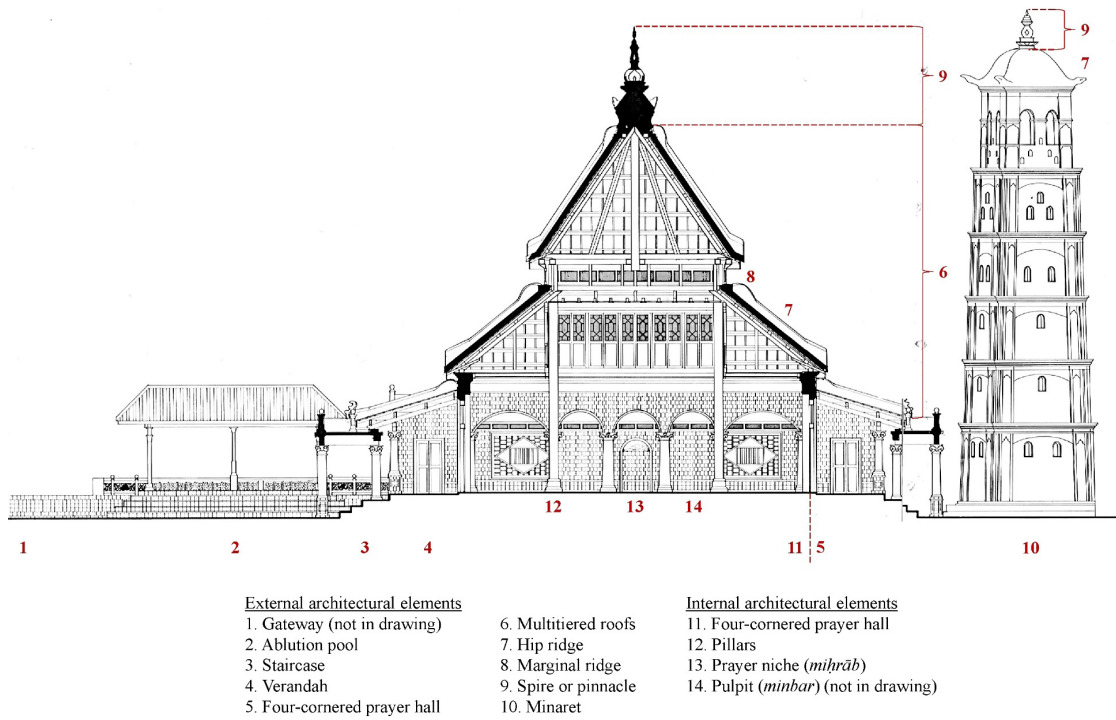 9
7
9
8
6
7
12
13
14
1
2
3
4
11
5
10
External architectural elements
1. Gateway (not in drawing)
2. Ablution pool
3. Staircase
4. Verandah
5. Four-cornered prayer hall
6. Multitiered roofs
7. Hip ridge
8. Marginal ridge
9. Spire or pinnacle
10. Minaret
Internal architectural elements
11. Four-cornered prayer hall
12. Pillars
13. Prayer niche (miḥrāb)
14. Pulpit (minbar) (not in drawing)